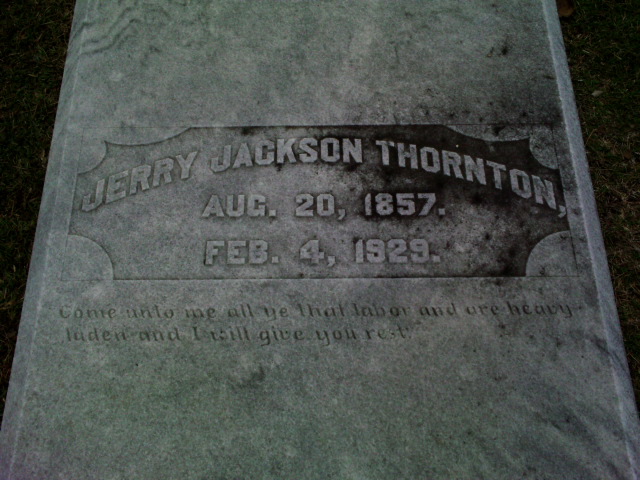 JERRY JACKSON THORNTON,
AUG. 20, 1857.
FEB. 4, 1929.
Come unto me all ye that labor and are heavy
laden and I will give you rest.